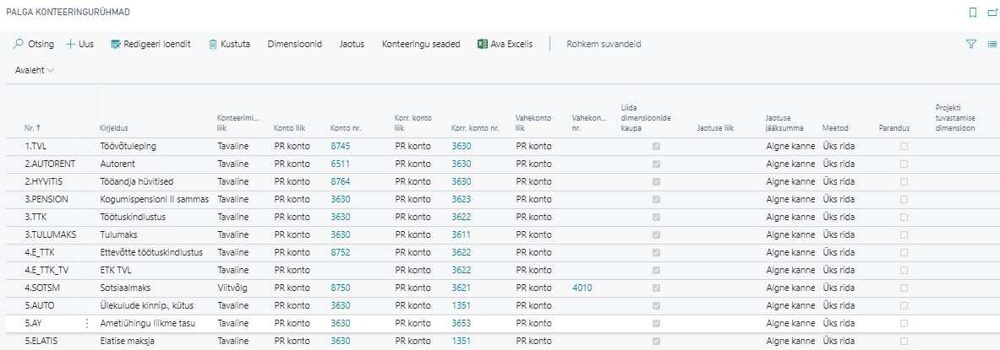 PALGA KONTEERINGURÜHMAD
Otsing Uus Redigeeri loendit Kustuta Dimensioonid Jaotus Konteeringu seaded Ava Excelis Rohkem suvandeid
Avaleht
Nr. ↑ Kirjeldus Konteerimi... liik Konto liik Konto nr. Korr. konto liik Korr. konto nr. Vahekonto liik Vahekon... nr. Liida dimensioonide kaupa Jaotuse liik Jaotuse jääksumma Meetod Parandus Projekti tuvastamise dimensioon
1.TVL Töövõtuleping Tavaline PR konto 8745 PR konto 3630 PR konto Algne kanne Üks rida
2.AUTORENT Autorent Tavaline PR konto 6511 PR konto 3630 PR konto Algne kanne Üks rida
2.HYVITIS Tööandja hüvitised Tavaline PR konto 8764 PR konto 3630 PR konto Algne kanne Üks rida
3.PENSION Kogumispensioni II sammas Tavaline PR konto 3630 PR konto 3623 PR konto Algne kanne Üks rida
3.TTK Töötuskindlustus Tavaline PR konto 3630 PR konto 3622 PR konto Algne kanne Üks rida
3.TULUMAKS Tulumaks Tavaline PR konto 3630 PR konto 3611 PR konto Algne kanne Üks rida
4.E_TTK Ettevõtte töötuskindlustus Tavaline PR konto 8752 PR konto 3622 PR konto Algne kanne Üks rida
4.E_TTK_TV ETK TVL Tavaline PR konto PR konto 3622 PR konto Algne kanne Üks rida
4.SOTSM Sotsiaalmaks Viitvõlg PR konto 8750 PR konto 3621 PR konto 4010 Algne kanne Üks rida
5.AUTO Ülekulude kinnip., kütus Tavaline PR konto 3630 PR konto 1351 PR konto Algne kanne Üks rida
5.AY Ametiühingu liikme tasu Tavaline PR konto 3630 PR konto 3653 PR konto Algne kanne Üks rida
5.ELATIS Elatise maksja Tavaline PR konto 3630 PR konto 1351 PR konto Algne kanne Üks rida